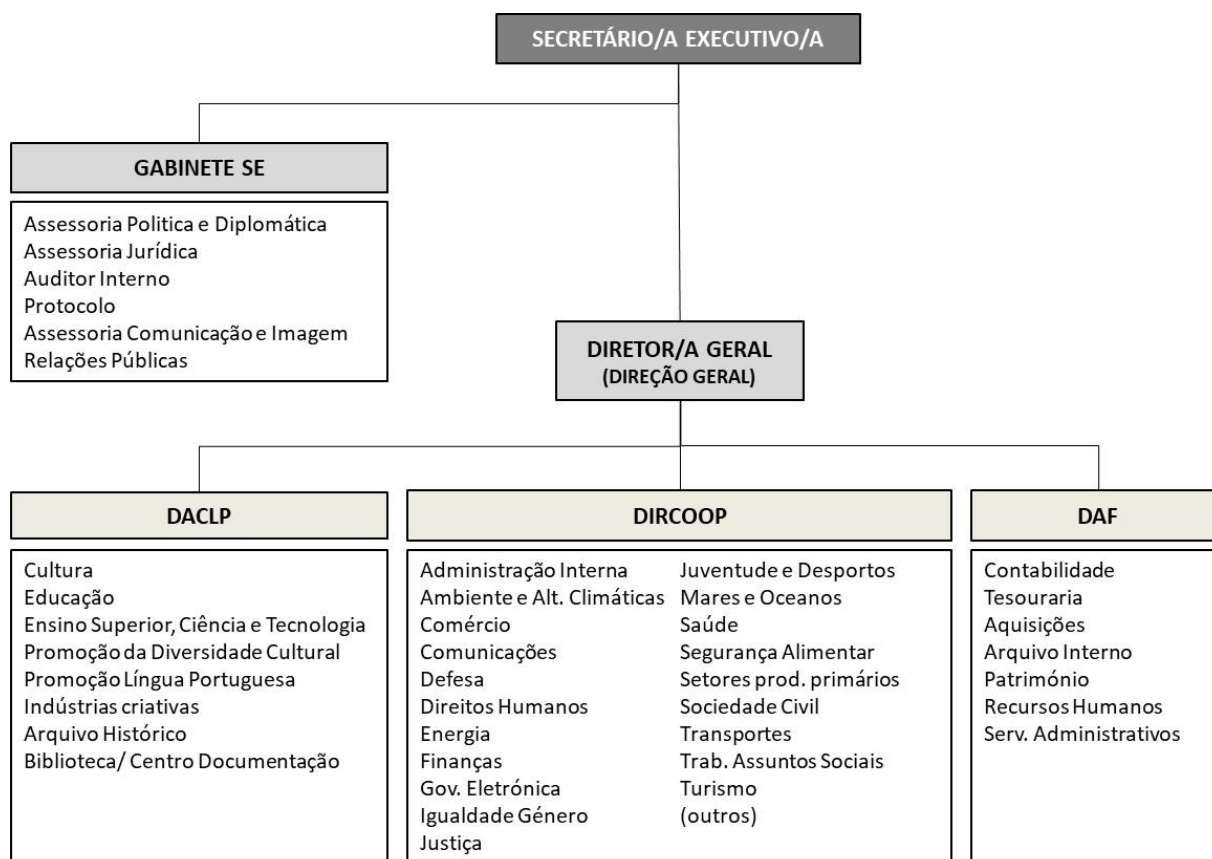 SECRETÁRIO/A EXECUTIVO/A
GABINETE SE
Assessoria Politica e Diplomática
Assessoria Jurídica
Auditor Interno
Protocolo
Assessoria Comunicação e Imagem
Relações Públicas
DIRETOR/A GERAL
(DIREÇÃO GERAL)
DACLP
Cultura
Educação
Ensino Superior, Ciência e Tecnologia
Promoção da Diversidade Cultural
Promoção Língua Portuguesa
Indústrias criativas
Arquivo Histórico
Biblioteca/ Centro Documentação
DIRCOOP
Administração Interna
Ambiente e Alt. Climáticas
Comércio
Comunicações
Defesa
Direitos Humanos
Energia
Finanças
Gov. Eletrónica
Igualdade Género
Justiça
Juventude e Desportos
Mares e Oceanos
Saúde
Segurança Alimentar
Setores prod. primários
Sociedade Civil
Transportes
Trab. Assuntos Sociais
Turismo
(outros)
DAF
Contabilidade
Tesouraria
Aquisições
Arquivo Interno
Património
Recursos Humanos
Serv. Administrativos